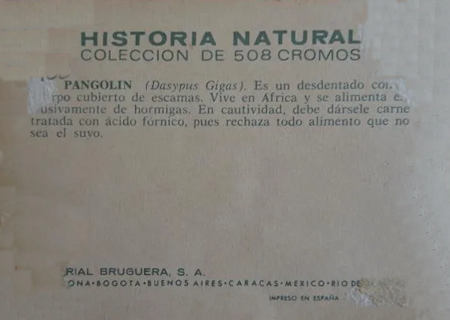 HISTORIA NATURAL
COLECCION DE 508 CROMOS
PANGOLIN (Dasypus Gigas). Es un desdentado con
cubierto de escamas. Vive en Africa y se alimenta
de hormigas. En cautividad, debe dársele carne
tratada con ácido fórnico, pues rechaza todo alimento que no
sea el suyo.
RIAL BRUGUERA, S. A.
ONA•BOGOTA•BUENOS AIRES•CARACAS•MEXICO•RIO DE
IMPRESO EN ESPAÑA